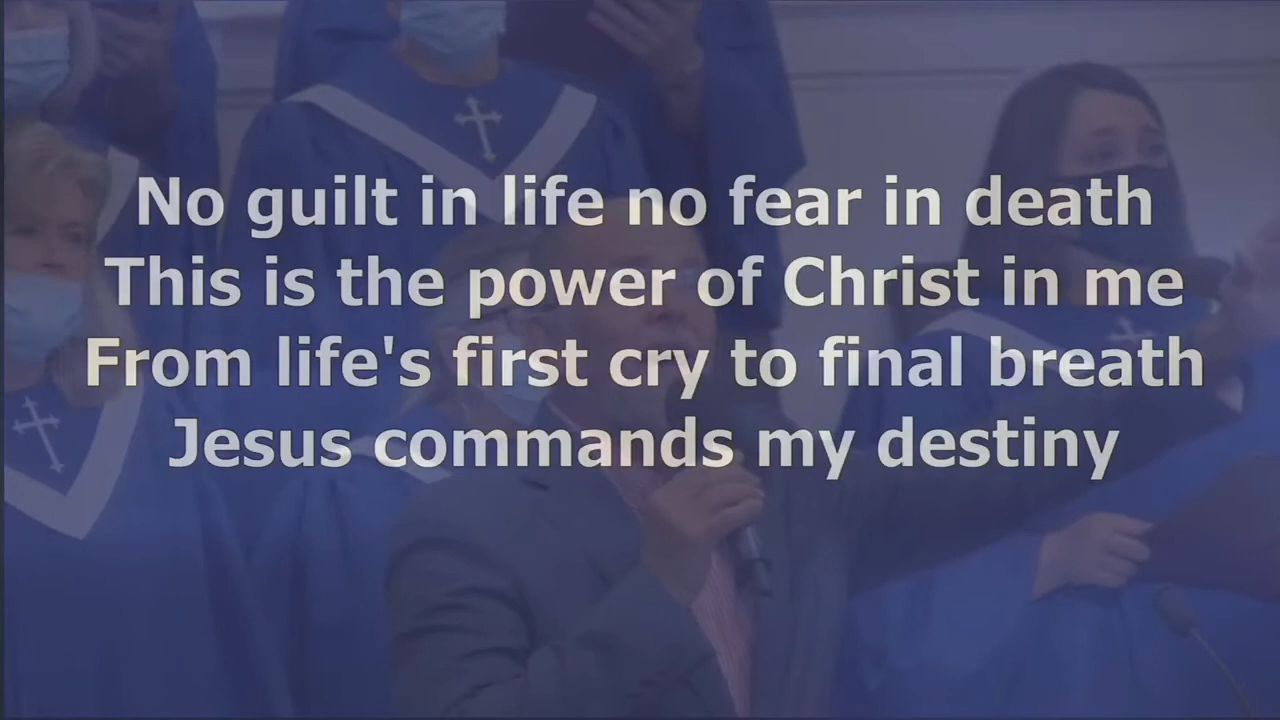 No guilt in life no fear in death
This is the power of Christ in me
From life's first cry to final breath
Jesus commands my destiny